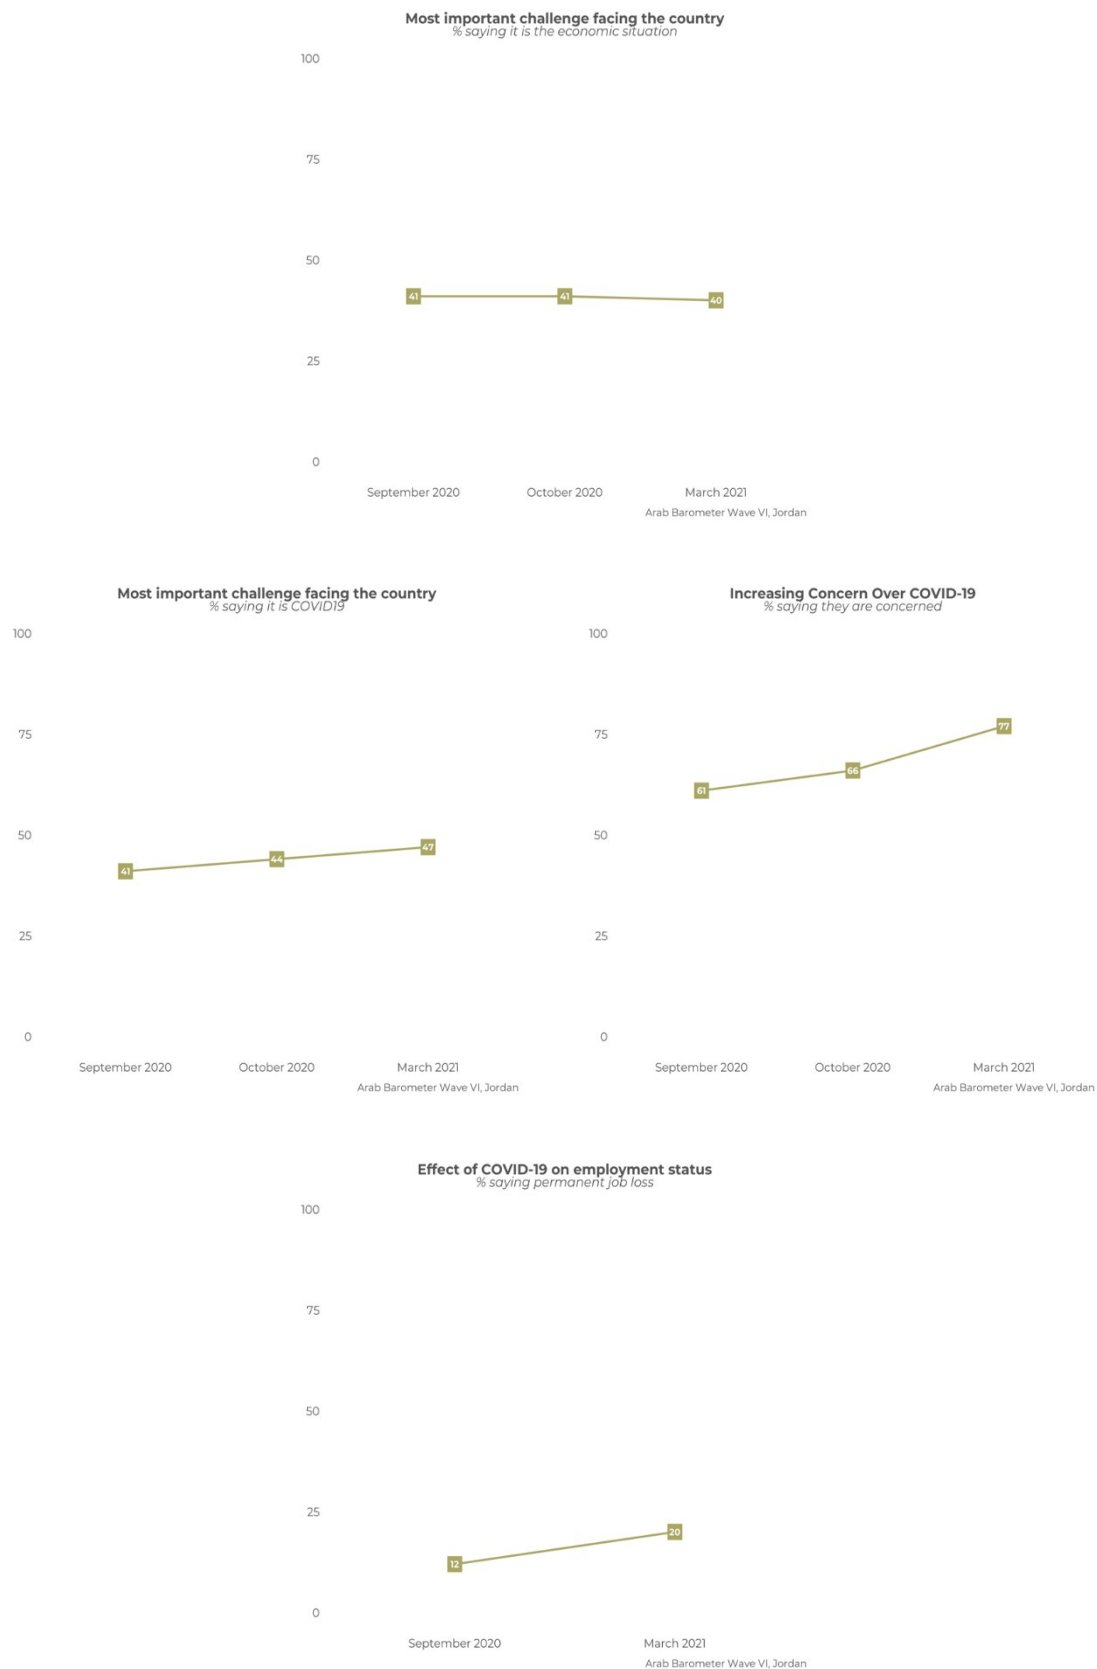 Most important challenge facing the country
% saying it is the economic situation
100
75
50
41
41
40
25
0
September 2020
October 2020
March 2021
Arab Barometer Wave VI, Jordan
Most important challenge facing the country
% saying it is COVID19
100
75
50
41
44
47
25
0
September 2020
October 2020
March 2021
Arab Barometer Wave VI, Jordan
Increasing Concern Over COVID-19
% saying they are concerned
100
75
61
66
77
50
25
0
September 2020
October 2020
March 2021
Arab Barometer Wave VI, Jordan
Effect of COVID-19 on employment status
% saying permanent job loss
100
75
50
25
12
20
0
September 2020
March 2021
Arab Barometer Wave VI, Jordan